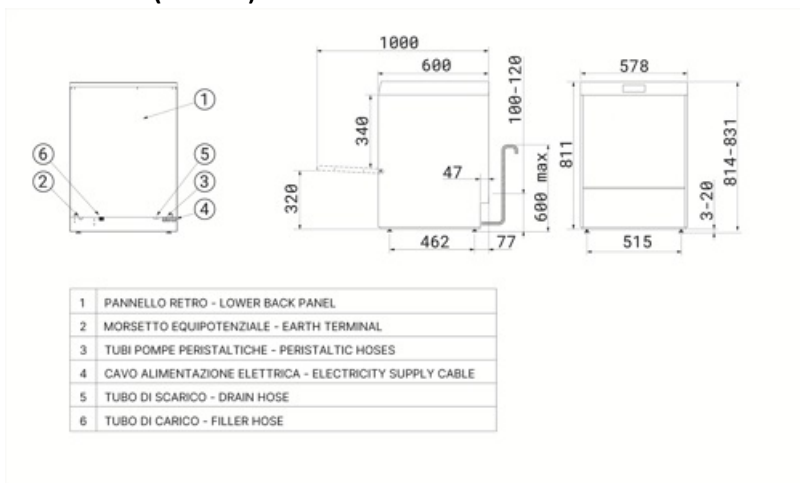 1000
600
578
100-120
340
811
814-831
1
6
5
2
3
4
47
600 max
320
3-20
462
77
515
1 PANNELLO RETRO - LOWER BACK PANEL
2 MORSETTO EQUIPOTENZIALE - EARTH TERMINAL
3 TUBI POMPE PERISTALTICHE - PERISTALTIC HOSES
4 CAVO ALIMENTAZIONE ELETTRICA - ELECTRICITY SUPPLY CABLE
5 TUBO DI SCARICO - DRAIN HOSE
6 TUBO DI CARICO - FILLER HOSE